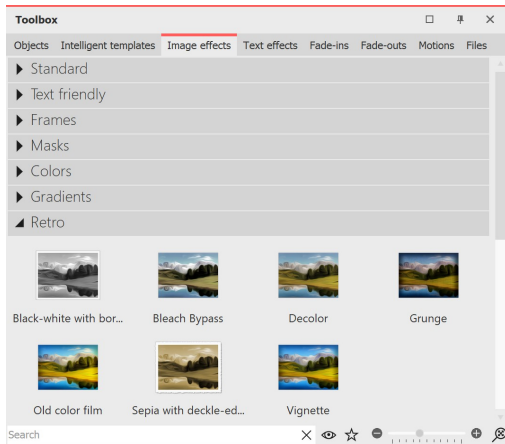 Toolbox
Objects Intelligent templates Image effects Text effects Fade-ins Fade-outs Motions Files
Standard
Text friendly
Frames
Masks
Colors
Gradients
Retro
Black-white with bor... Bleach Bypass Decolor Grunge
Old color film Sepia with deckle-ed... Vignette
Search